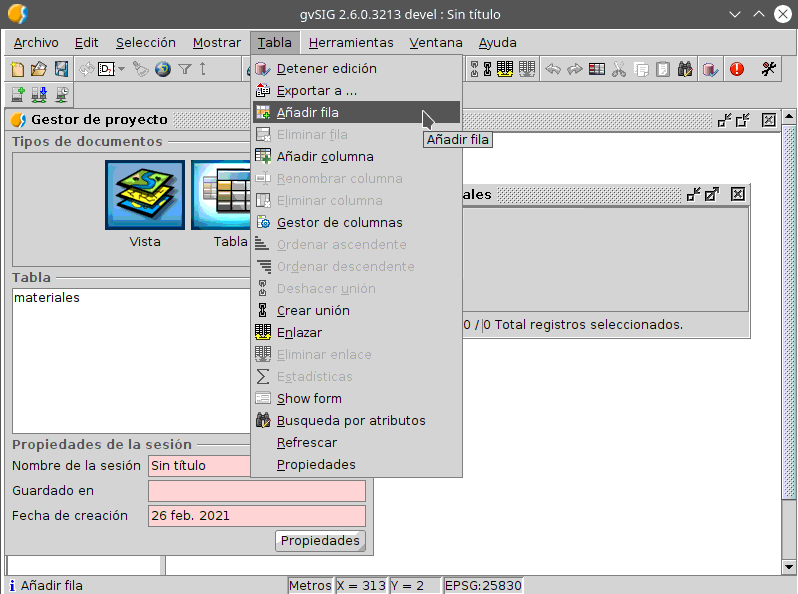 gvSIG 2.6.0.3213 devel : Sin título
Archivo Edit Selección Mostrar Tabla Herramientas Ventana Ayuda
Detener edición
Exportar a ...
Añadir fila
Eliminar fila
Añadir columna
Renombrar columna
Eliminar columna
Gestor de columnas
Ordenar ascendente
Ordenar descendente
Deshacer unión
Crear unión
Enlazar
Eliminar enlace
Estadísticas
Show form
Busqueda por atributos
Refrescar
Propiedades
Añadir fila
Gestor de proyecto
Tipos de documentos
Vista
Tabla
Tabla
materiales
Propiedades de la sesión
Nombre de la sesión Sin título
Guardado en
Fecha de creación 26 feb. 2021
Propiedades
ales
0 / 0 Total registros seleccionados.
Añadir fila Metros X = 313 Y = 2 EPSG:25830